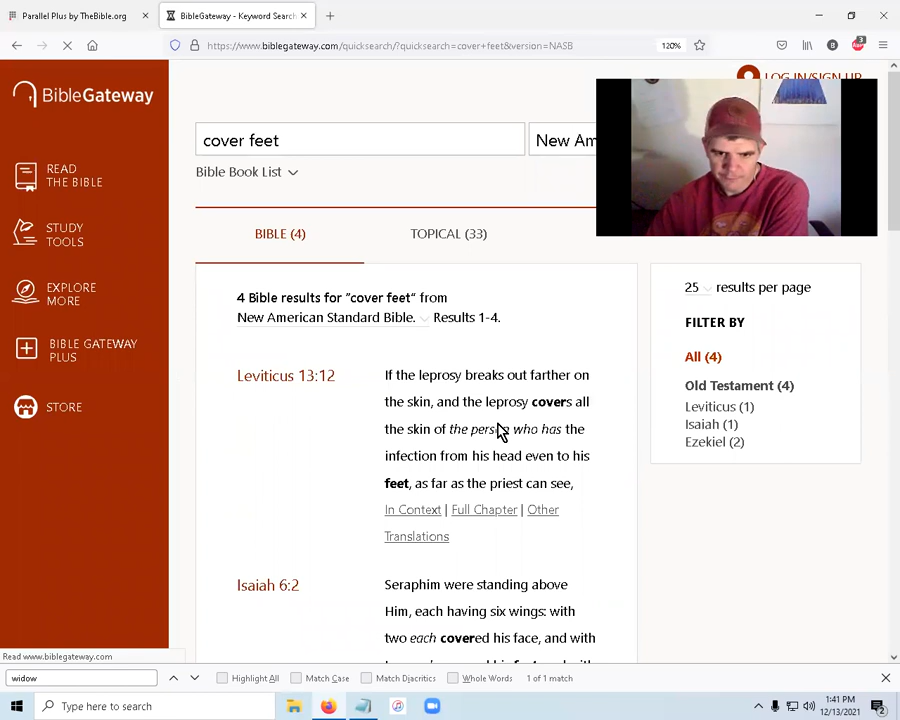 Parallel Plus by TheBible.org
BibleGateway - Keyword Search:
https://www.biblegateway.com/quicksearch/?quicksearch=cover+feet&version=NASB
120%
3
LOG IN/SIGN UP
BibleGateway
READ
THE BIBLE
STUDY
TOOLS
EXPLORE
MORE
BIBLE GATEWAY
PLUS
STORE
cover feet
New Am
Bible Book List
BIBLE (4)
TOPICAL (33)
4 Bible results for "cover feet" from
New American Standard Bible. Results 1-4.
Leviticus 13:12
If the leprosy breaks out farther on
the skin, and the leprosy covers all
the skin of the person who has the
infection from his head even to his
feet, as far as the priest can see,
In Context | Full Chapter | Other
Translations
Isaiah 6:2
Seraphim were standing above
Him, each having six wings: with
two each covered his face, and with
25 results per page
FILTER BY
All (4)
Old Testament (4)
Leviticus (1)
Isaiah (1)
Ezekiel (2)
Read www.biblegateway.com
widow
Highlight All
Match Case
Match Diacritics
Whole Words
1 of 1 match
Type here to search
1:41 PM
12/13/2021
2